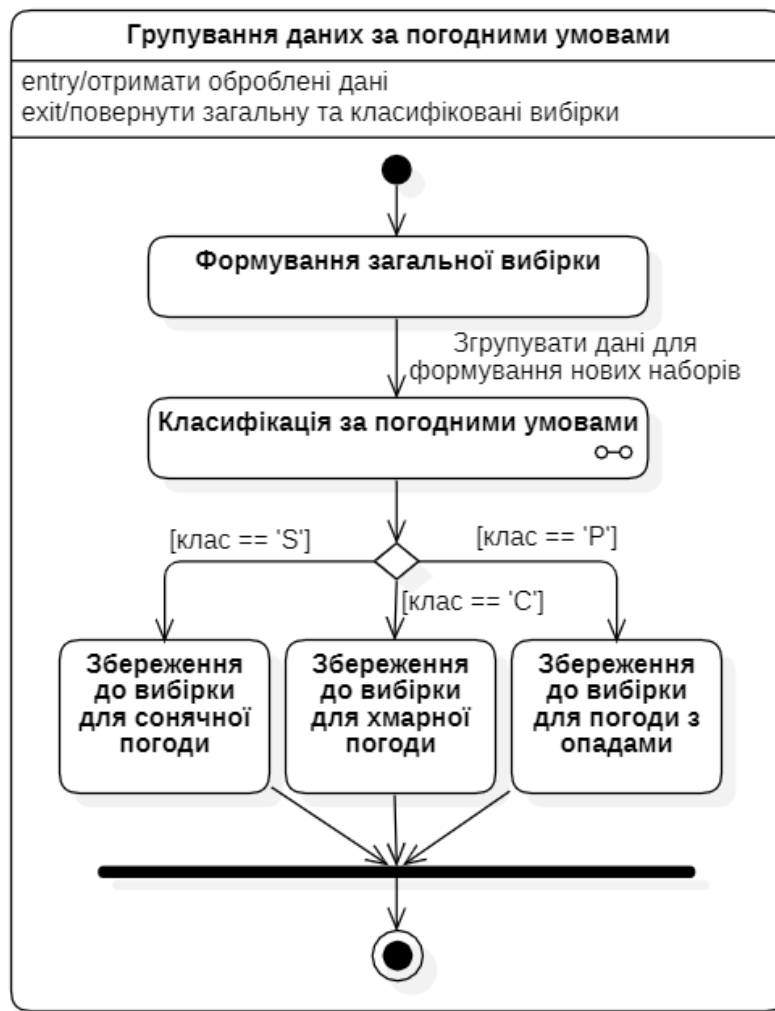 Групування даних за погодними умовами
entry/отримати оброблені дані
exit/повернути загальну та класифіковані вибірки
Формування загальної вибірки
Згрупувати дані для
формування нових наборів
Класифікація за погодними умовами
[клас == 'S']
[клас == 'P']
[клас == 'C']
Збереження
до вибірки
для сонячної
погоди
Збереження
до вибірки
для хмарної
погоди
Збереження
до вибірки
для погоди з
опадами